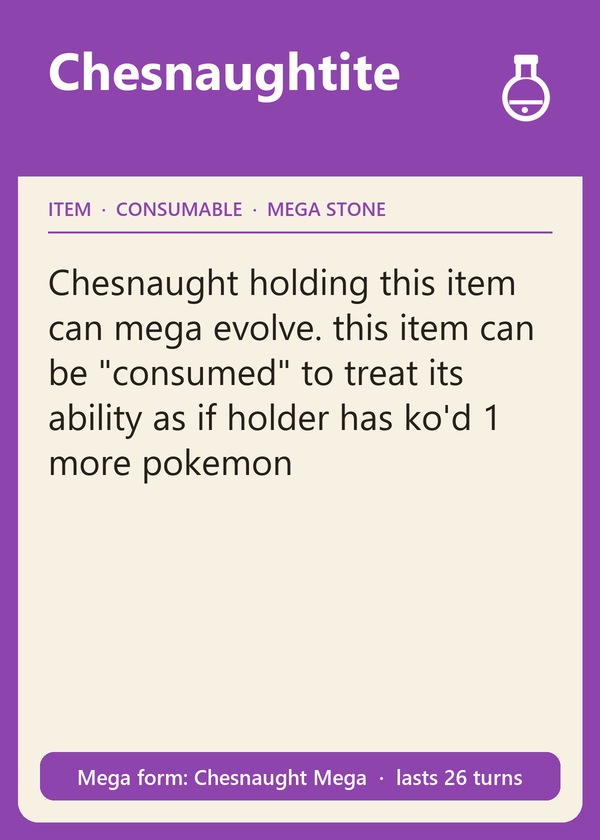 Chesnaughtite
ITEM · CONSUMABLE · MEGA STONE
Chesnaught holding this item
can mega evolve. this item can
be "consumed" to treat its
ability as if holder has ko'd 1
more pokemon
Mega form: Chesnaught Mega · lasts 26 turns